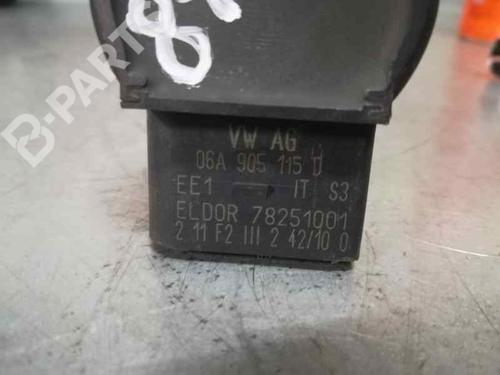 B-PARTS
VW AG
06A 905 115 D
EE1 IT S3
ELDOR 78251001
2 11 F2 III 2 42/10 0